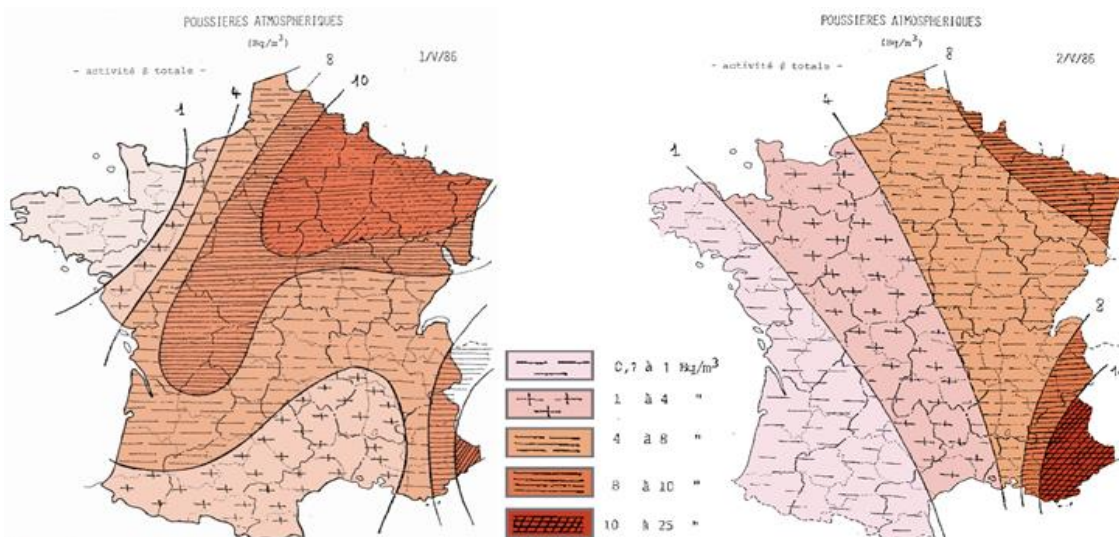 POUSSIERES ATMOSPHERIQUES
(Bq/m³)
1/V/86
- activité β totale -
1
4
8
10
POUSSIERES ATMOSPHERIQUES
(Bq/m³)
2/V/86
- activité β totale -
1
4
8
8
0,7 à 1 Bq/m³
1 à 4 "
4 à 8 "
8 à 10 "
10 à 25 "